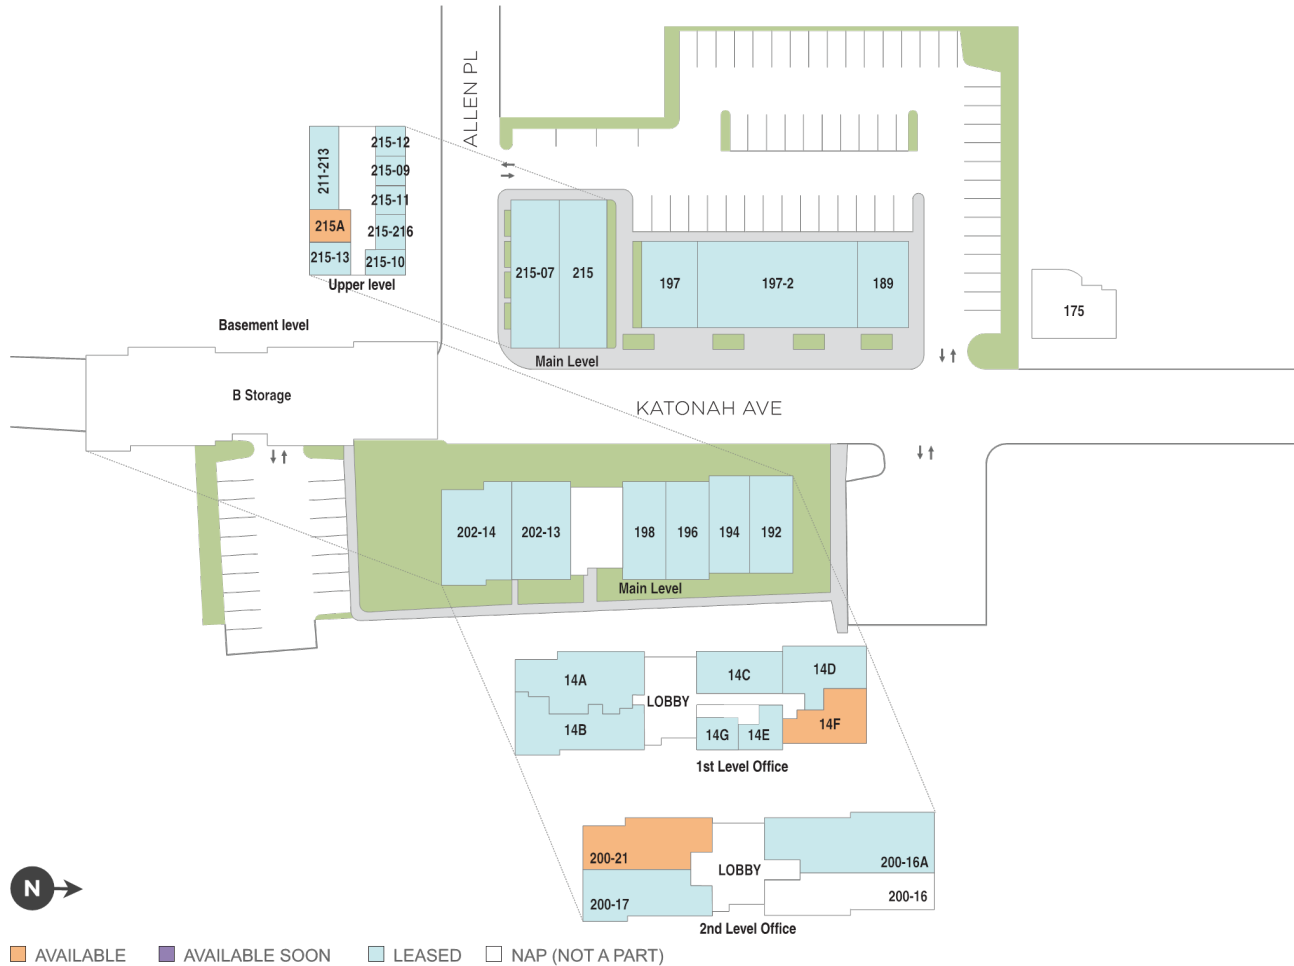 ALLEN PL
215-12
211-213
215-09
215-11
215A
215-216
215-13
215-10
Upper level
215-07
215
197
197-2
189
175
Basement level
Main Level
B Storage
KATONAH AVE
202-14
202-13
198
196
194
192
Main Level
14A
LOBBY
14C
14D
14B
14G
14E
14F
1st Level Office
200-21
LOBBY
200-16A
200-17
200-16
2nd Level Office
N
AVAILABLE
AVAILABLE SOON
LEASED
NAP (NOT A PART)